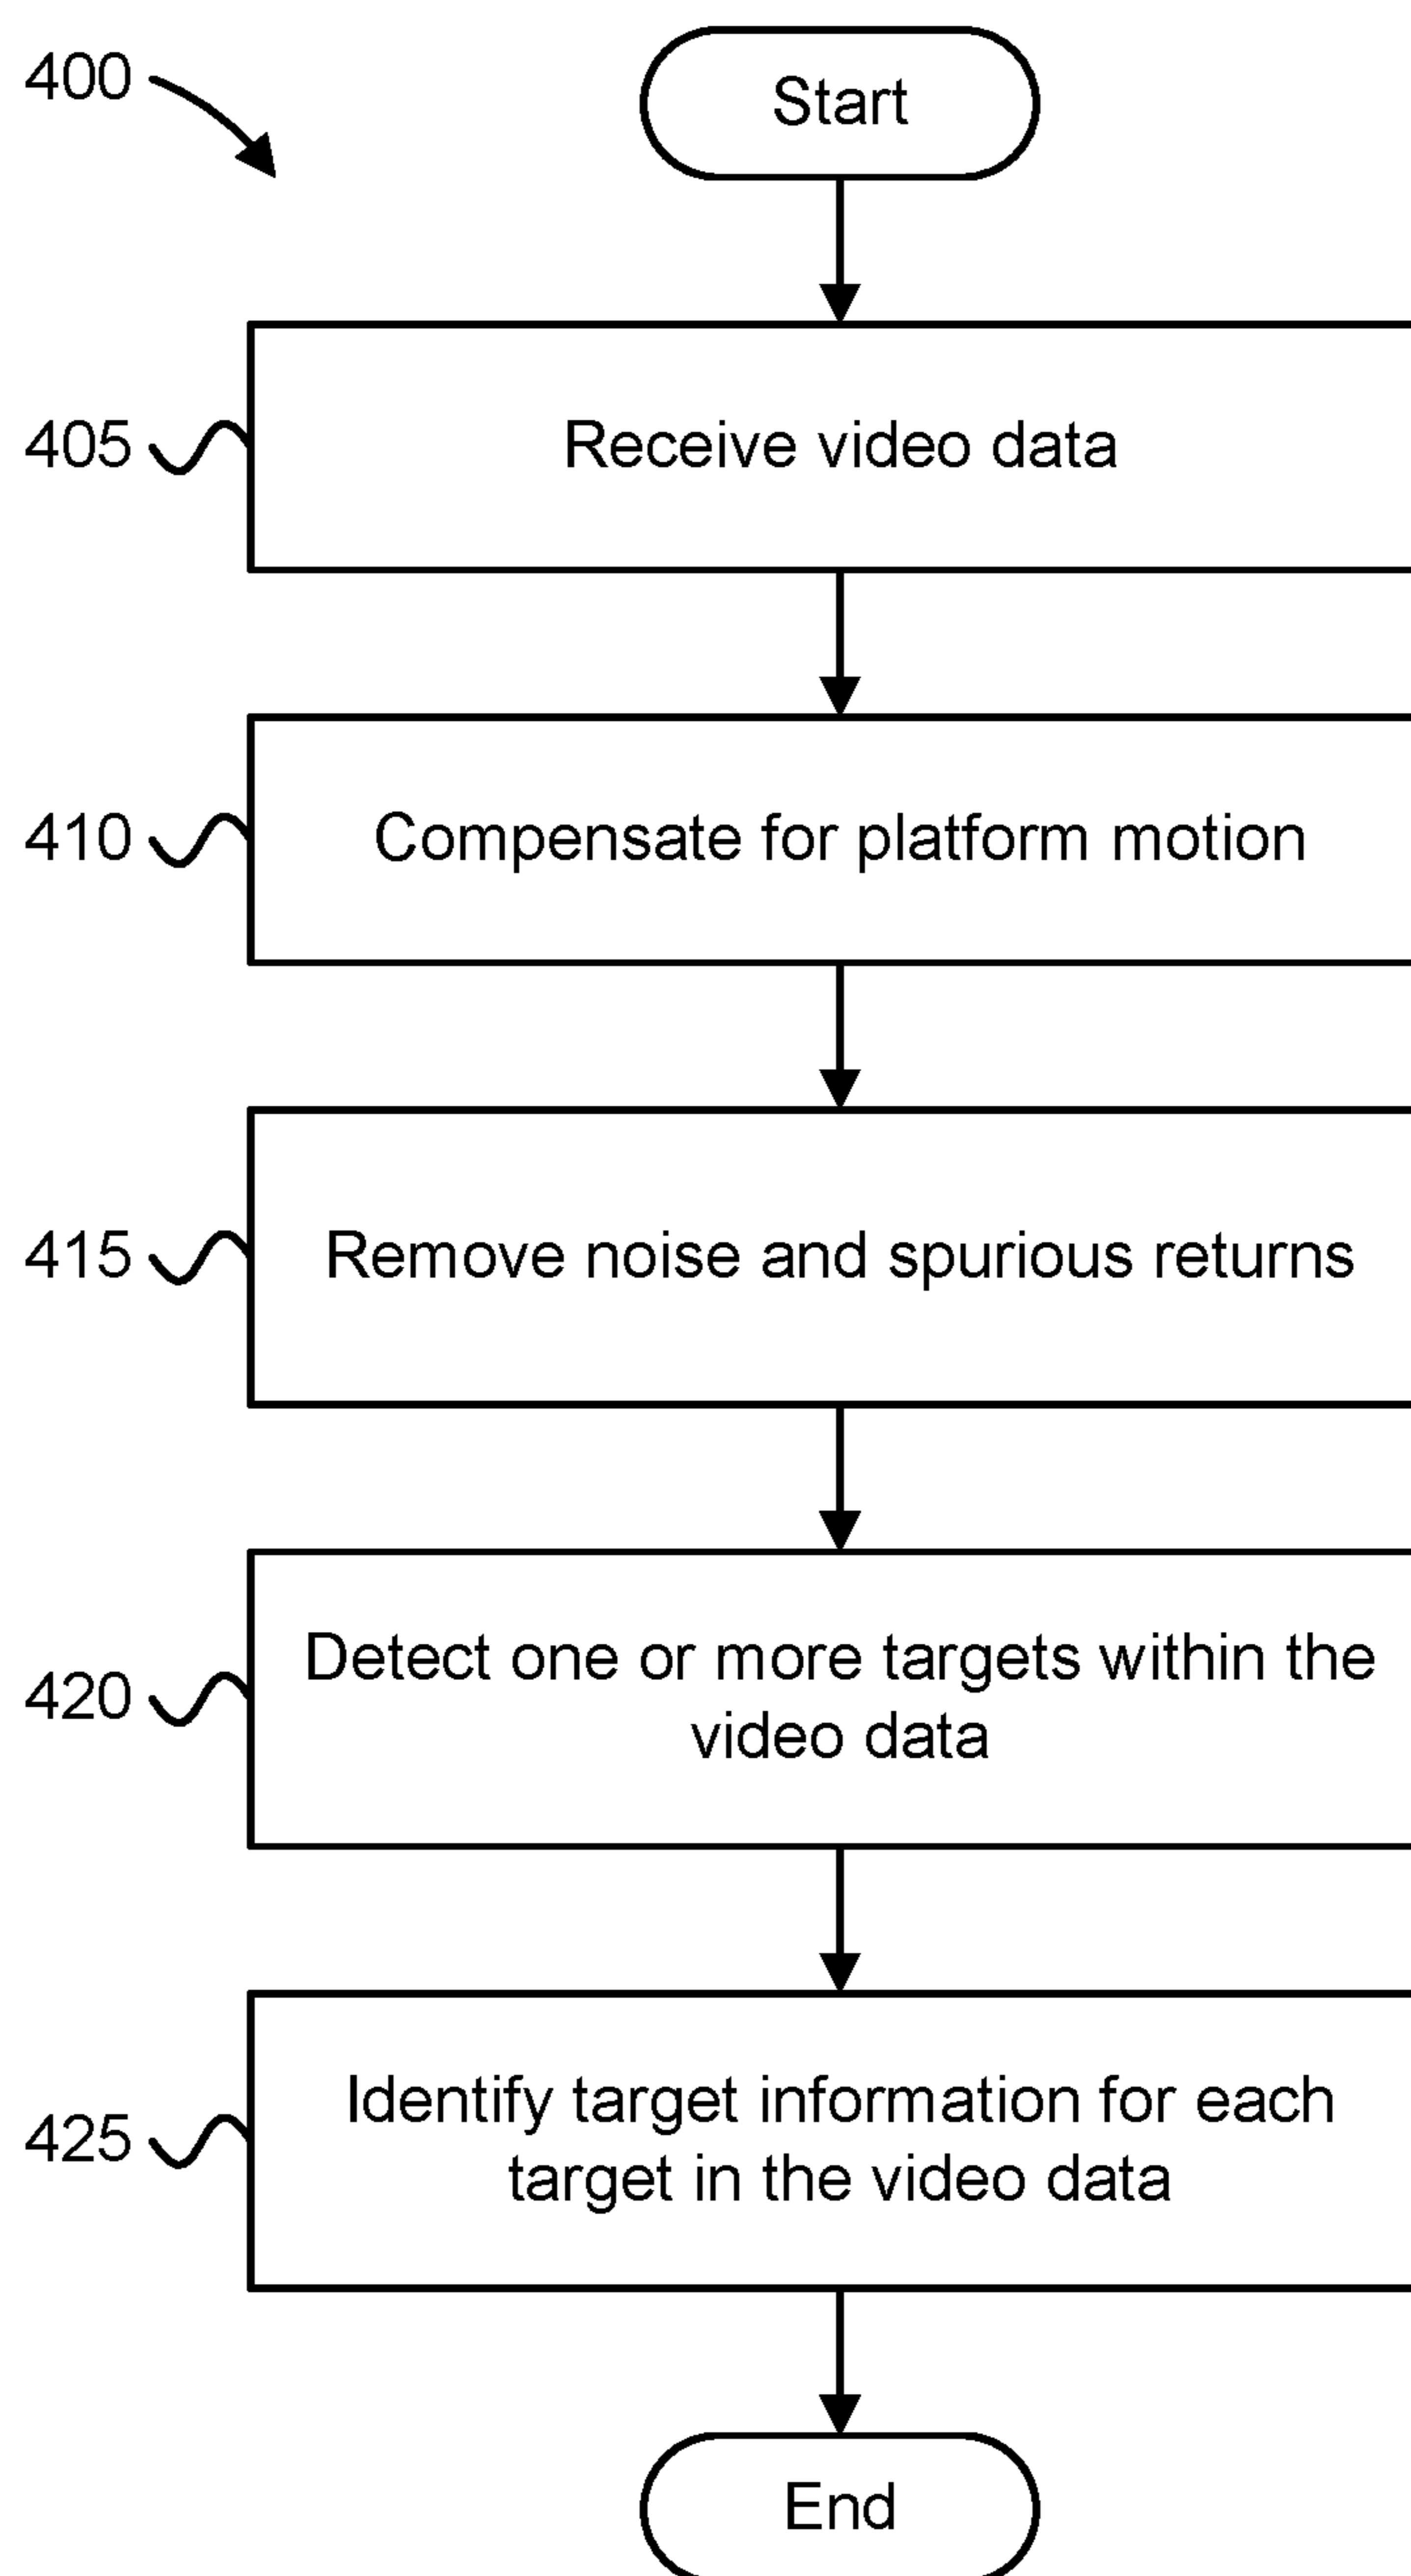 400
Start
405
Receive video data
410
Compensate for platform motion
415
Remove noise and spurious returns
420
Detect one or more targets within the
video data
425
Identify target information for each
target in the video data
End